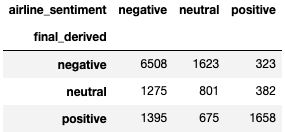 airline_sentiment negative neutral positive
final_derived
negative 6508 1623 323
neutral 1275 801 382
positive 1395 675 1658